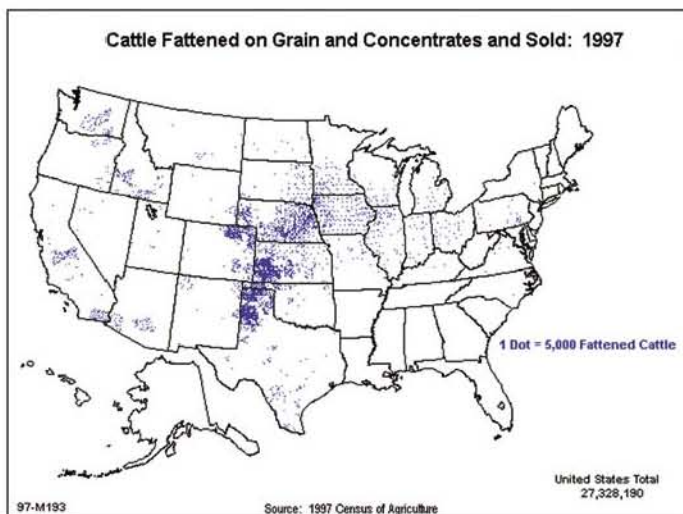 Cattle Fattened on Grain and Concentrates and Sold: 1997
1 Dot = 5,000 Fattened Cattle
United States Total
27,328,190
97-M193
Source: 1997 Census of Agriculture